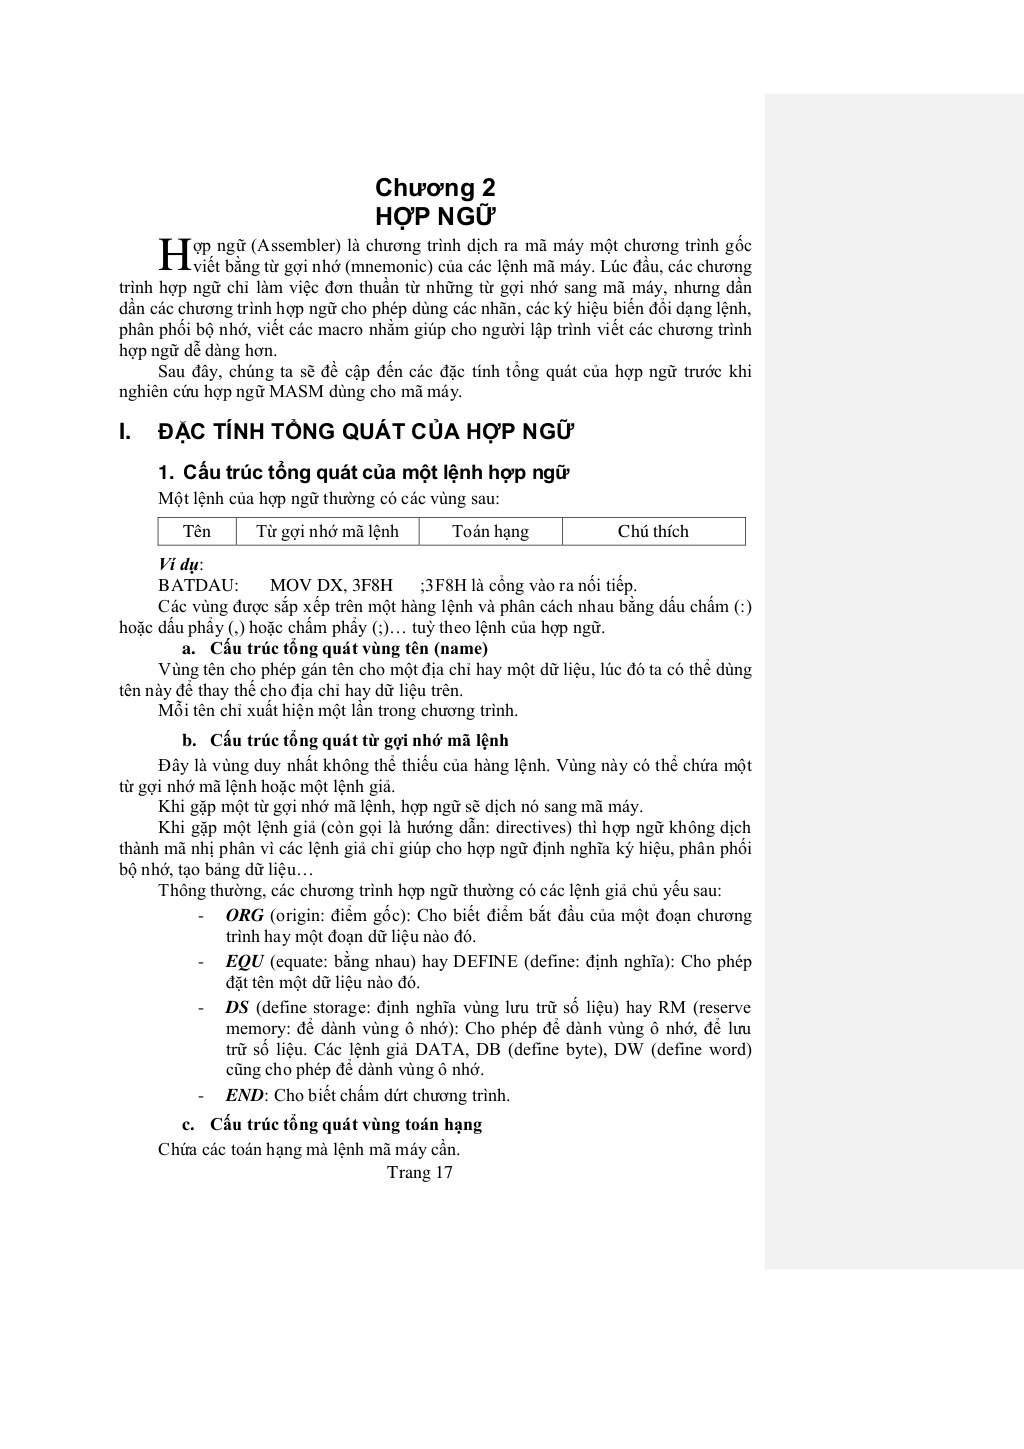 Chương 2
HỢP NGỮ
Hợp ngữ (Assembler) là chương trình dịch ra mã máy một chương trình gốc
viết bằng từ gợi nhớ (mnemonic) của các lệnh mã máy. Lúc đầu, các chương
trình hợp ngữ chỉ làm việc đơn thuần từ những từ gợi nhớ sang mã máy, nhưng dần
dần các chương trình hợp ngữ cho phép dùng các nhãn, các ký hiệu biến đổi dạng lệnh,
phân phối bộ nhớ, viết các macro nhằm giúp cho người lập trình viết các chương trình
hợp ngữ dễ dàng hơn.
Sau đây, chúng ta sẽ đề cập đến các đặc tính tổng quát của hợp ngữ trước khi
nghiên cứu hợp ngữ MASM dùng cho mã máy.
I. ĐẶC TÍNH TỔNG QUÁT CỦA HỢP NGỮ
1. Cấu trúc tổng quát của một lệnh hợp ngữ
Một lệnh của hợp ngữ thường có các vùng sau:
Tên Từ gợi nhớ mã lệnh Toán hạng Chú thích
Ví dụ:
BATDAU: MOV DX, 3F8H ;3F8H là cổng vào ra nối tiếp.
Các vùng được sắp xếp trên một hàng lệnh và phân cách nhau bằng dấu chấm (:)
hoặc dấu phẩy (,) hoặc chấm phẩy (;)… tuỳ theo lệnh của hợp ngữ.
a. Cấu trúc tổng quát vùng tên (name)
Vùng tên cho phép gán tên cho một địa chỉ hay một dữ liệu, lúc đó ta có thể dùng
tên này để thay thế cho địa chỉ hay dữ liệu trên.
Mỗi tên chỉ xuất hiện một lần trong chương trình.
b. Cấu trúc tổng quát từ gợi nhớ mã lệnh
Đây là vùng duy nhất không thể thiếu của hàng lệnh. Vùng này có thể chứa một
từ gợi nhớ mã lệnh hoặc một lệnh giả.
Khi gặp một từ gợi nhớ mã lệnh, hợp ngữ sẽ dịch nó sang mã máy.
Khi gặp một lệnh giả (còn gọi là hướng dẫn: directives) thì hợp ngữ không dịch
thành mã nhị phân vì các lệnh giả chỉ giúp cho hợp ngữ định nghĩa ký hiệu, phân phối
bộ nhớ, tạo bảng dữ liệu…
Thông thường, các chương trình hợp ngữ thường có các lệnh giả chủ yếu sau:
- ORG (origin: điểm gốc): Cho biết điểm bắt đầu của một đoạn chương
trình hay một đoạn dữ liệu nào đó.
- EQU (equate: bằng nhau) hay DEFINE (define: định nghĩa): Cho phép
đặt tên một dữ liệu nào đó.
- DS (define storage: định nghĩa vùng lưu trữ số liệu) hay RM (reserve
memory: để dành vùng ô nhớ): Cho phép để dành vùng ô nhớ, để lưu
trữ số liệu. Các lệnh giả DATA, DB (define byte), DW (define word)
cũng cho phép để dành vùng ô nhớ.
- END: Cho biết chấm dứt chương trình.
c. Cấu trúc tổng quát vùng toán hạng
Chứa các toán hạng mà lệnh mã máy cần.
Trang 17